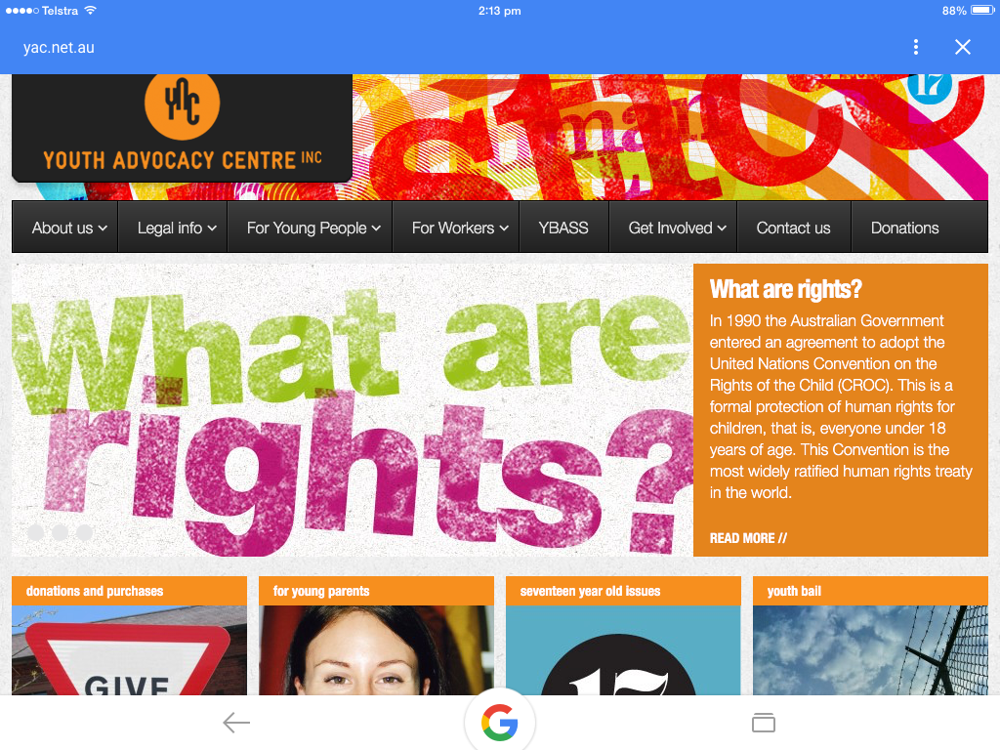 Telstra 2:13 pm 88%
yac.net.au
yac
17
man
YOUTH ADVOCACY CENTRE INC
About us Legal info For Young People For Workers YBASS Get Involved Contact us Donations
What are
rights?
What are rights?
In 1990 the Australian Government
entered an agreement to adopt the
United Nations Convention on the
Rights of the Child (CROC). This is a
formal protection of human rights for
children, that is, everyone under 18
years of age. This Convention is the
most widely ratified human rights treaty
in the world.
READ MORE //
donations and purchases
for young parents
seventeen year old issues
youth bail
GIVE
17
G